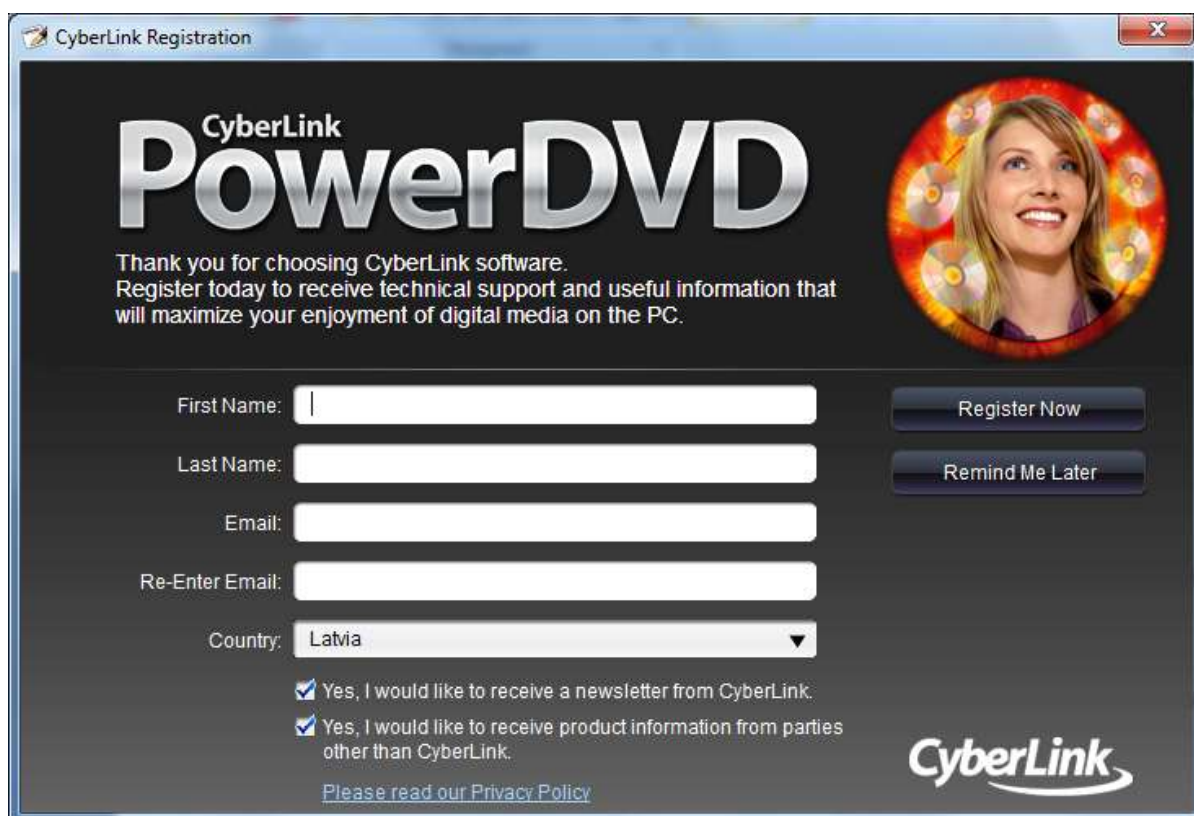 CyberLink Registration
CyberLink
PowerDVD
Thank you for choosing CyberLink software.
Register today to receive technical support and useful information that
will maximize your enjoyment of digital media on the PC.
First Name:
Register Now
Last Name:
Remind Me Later
Email:
Re-Enter Email:
Country:
Latvia
Yes, I would like to receive a newsletter from CyberLink.
Yes, I would like to receive product information from parties
other than CyberLink.
Please read our Privacy Policy
CyberLink